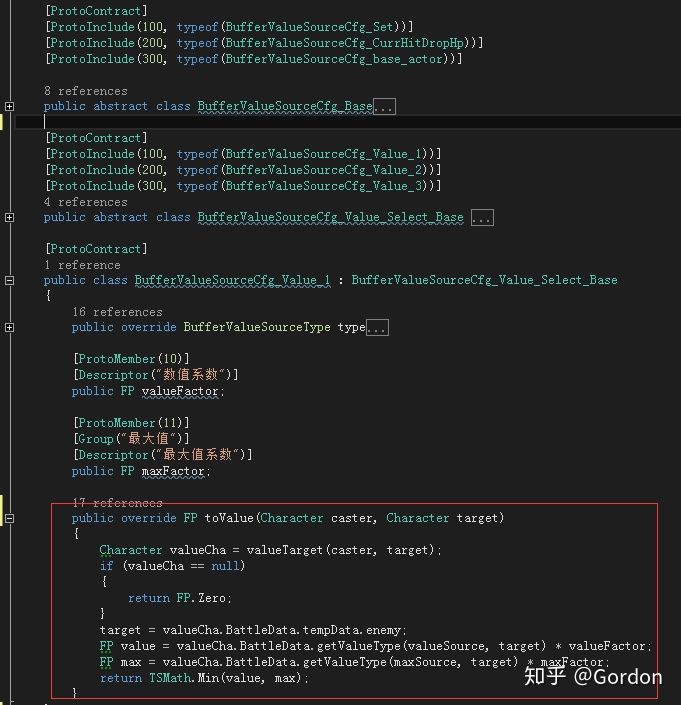 [ProtoContract]
[ProtoInclude(100, typeof(BufferValueSourceCfg_Set))]
[ProtoInclude(200, typeof(BufferValueSourceCfg_CurrHitDropHp))]
[ProtoInclude(300, typeof(BufferValueSourceCfg_base_actor))]
8 references
public abstract class BufferValueSourceCfg_Base...
[ProtoContract]
[ProtoInclude(100, typeof(BufferValueSourceCfg_Value_1))]
[ProtoInclude(200, typeof(BufferValueSourceCfg_Value_2))]
[ProtoInclude(300, typeof(BufferValueSourceCfg_Value_3))]
4 references
public abstract class BufferValueSourceCfg_Value_Select_Base ...
[ProtoContract]
1 reference
public class BufferValueSourceCfg_Value_1 : BufferValueSourceCfg_Value_Select_Base
{
16 references
public override BufferValueSourceType type...
[ProtoMember(10)]
[Descriptor("数值系数")]
public FP valueFactor;
[ProtoMember(11)]
[Group("最大值")]
[Descriptor("最大值系数")]
public FP maxFactor;
17 references
public override FP toValue(Character caster, Character target)
{
Character valueCha = valueTarget(caster, target);
if (valueCha == null)
{
return FP.Zero;
}
target = valueCha.BattleData.tempData.enemy;
FP value = valueCha.BattleData.getValueType(valueSource, target) * valueFactor;
FP max = valueCha.BattleData.getValueType(maxSource, target) * maxFactor;
return TSMath.Min(value, max);
}
知乎 @Gordon